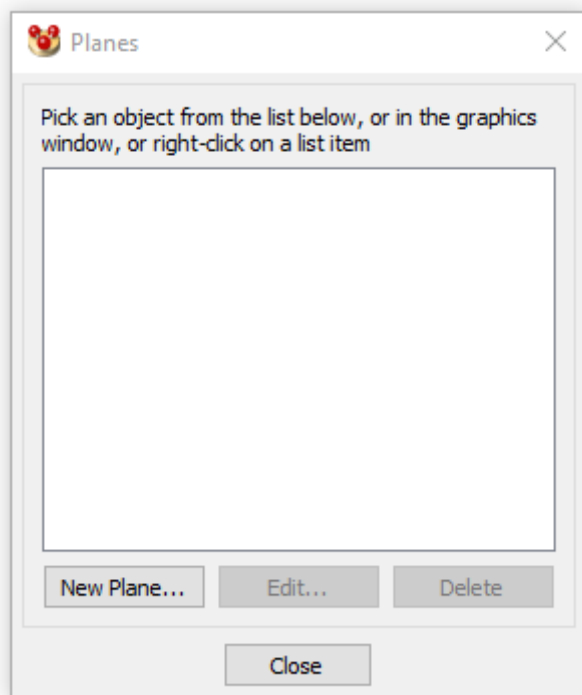 Planes
Pick an object from the list below, or in the graphics
window, or right-click on a list item
New Plane...
Edit...
Delete
Close